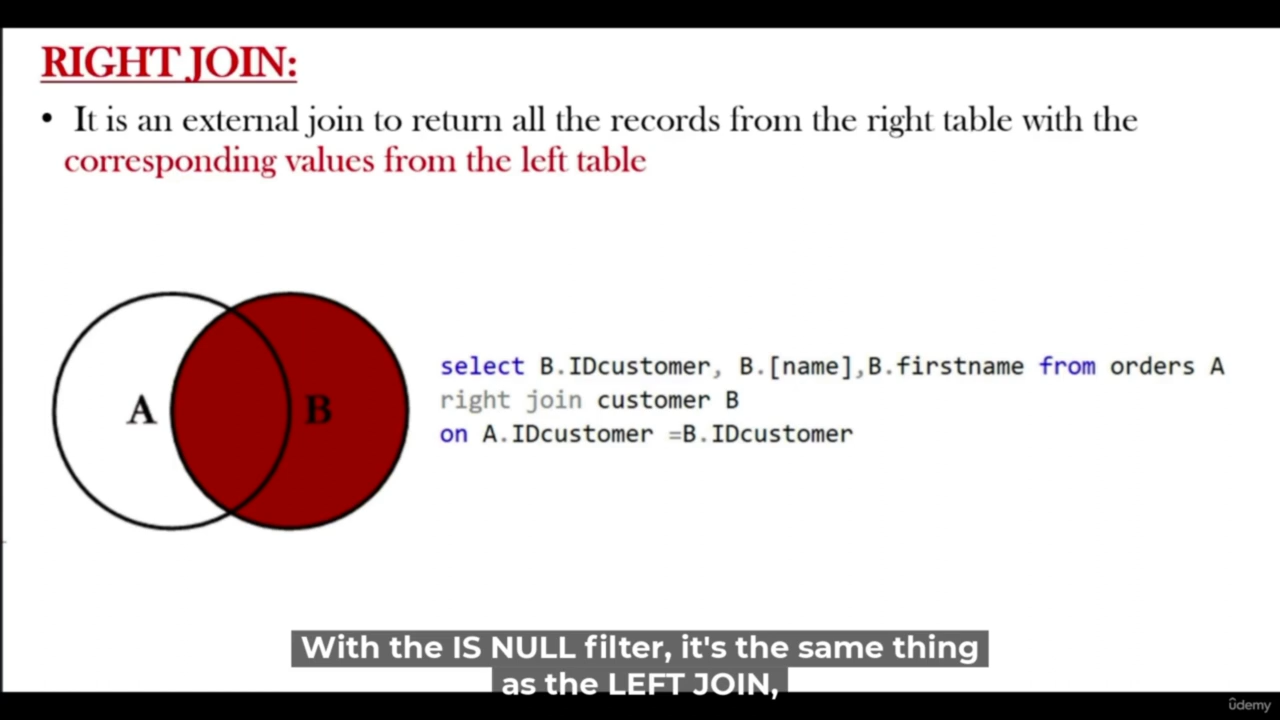 RIGHT JOIN:
• It is an external join to return all the records from the right table with the
corresponding values from the left table
A
B
select B.IDcustomer, B.[name],B.firstname from orders A
right join customer B
on A.IDcustomer =B.IDcustomer
With the IS NULL filter, it's the same thing
as the LEFT JOIN,
ûdemy